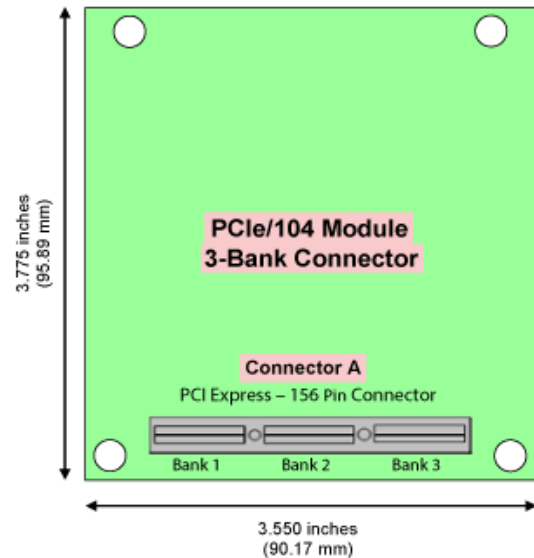 3.775 inches
(95.89 mm)
PCIe/104 Module
3-Bank Connector
Connector A
PCI Express – 156 Pin Connector
Bank 1
Bank 2
Bank 3
3.550 inches
(90.17 mm)